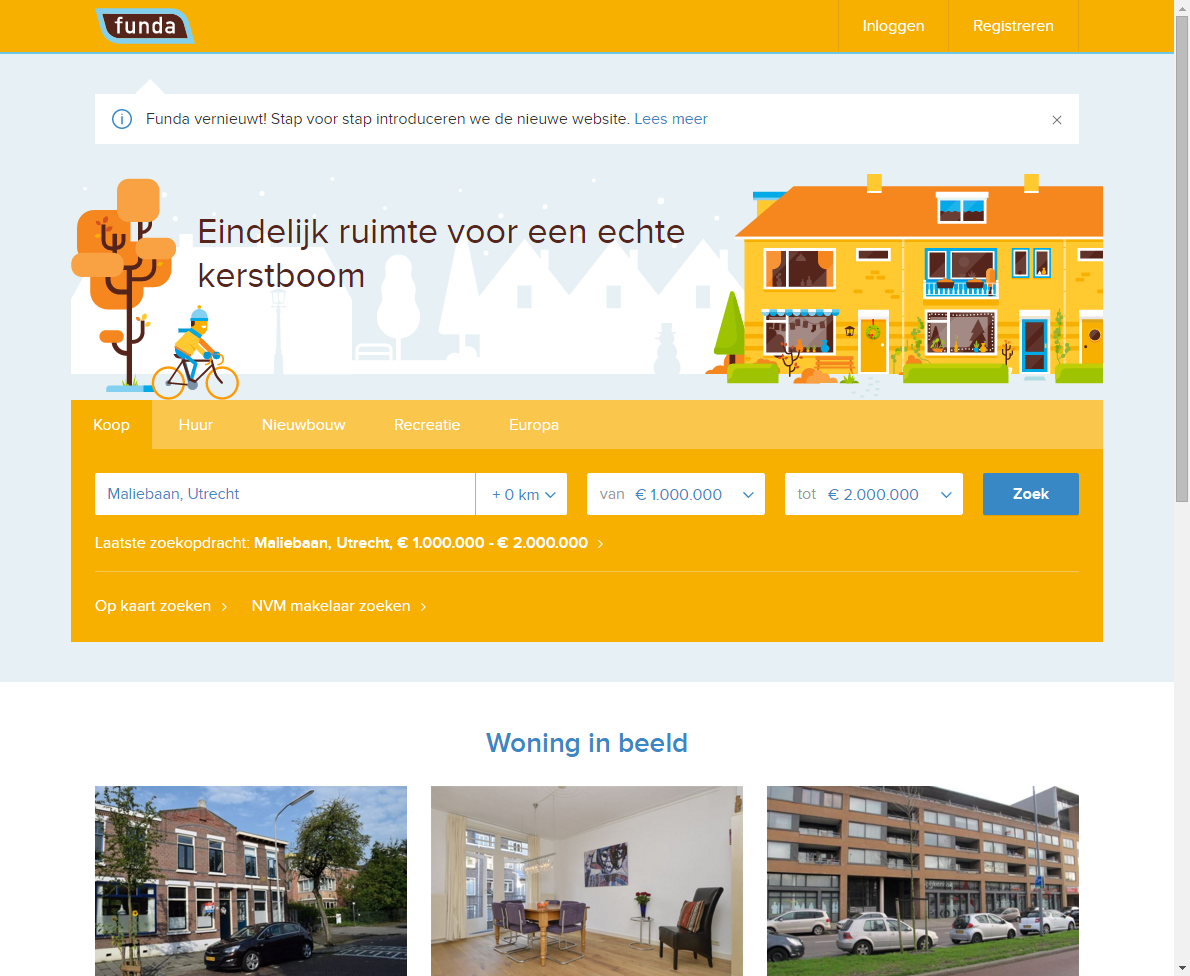 funda
Inloggen
Registreren
Funda vernieuwt! Stap voor stap introduceren we de nieuwe website. Lees meer
Eindelijk ruimte voor een echte
kerstboom
Koop
Huur
Nieuwbouw
Recreatie
Europa
Maliebaan, Utrecht
+ 0 km
van € 1.000.000
tot € 2.000.000
Zoek
Laatste zoekopdracht: Maliebaan, Utrecht, € 1.000.000 - € 2.000.000
Op kaart zoeken
NVM makelaar zoeken
Woning in beeld